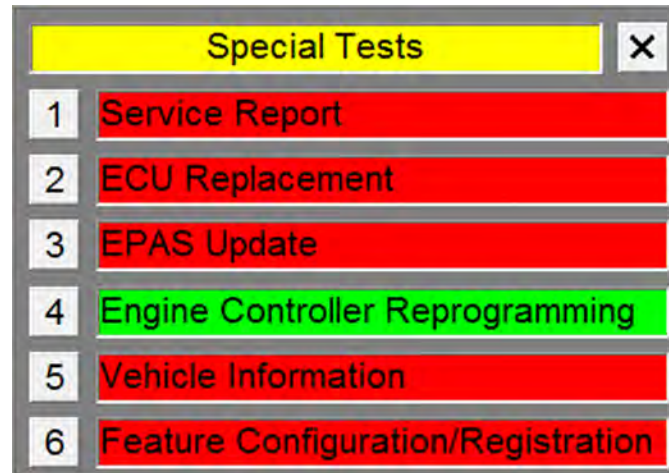 Special Tests X
1 Service Report
2 ECU Replacement
3 EPAS Update
4 Engine Controller Reprogramming
5 Vehicle Information
6 Feature Configuration/Registration